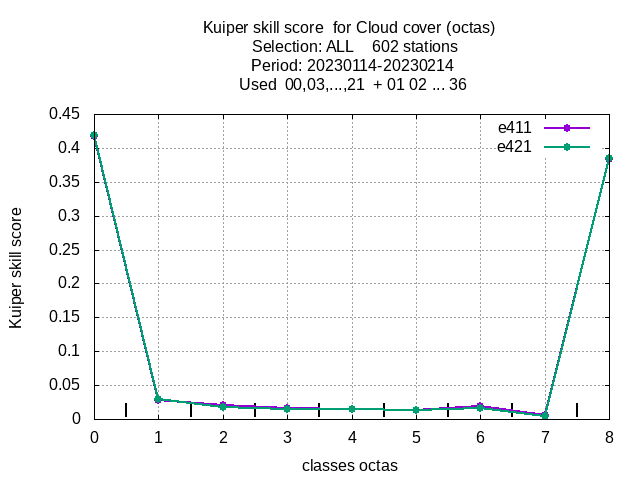 Kuiper skill score  for Cloud cover (octas)
Selection: ALL    602 stations
Period: 20230114-20230214
Used  00,03,...,21  + 01 02 ... 36
e411
e421
Kuiper skill score
0.45
0.4
0.35
0.3
0.25
0.2
0.15
0.1
0.05
0
0 1 2 3 4 5 6 7 8
classes octas